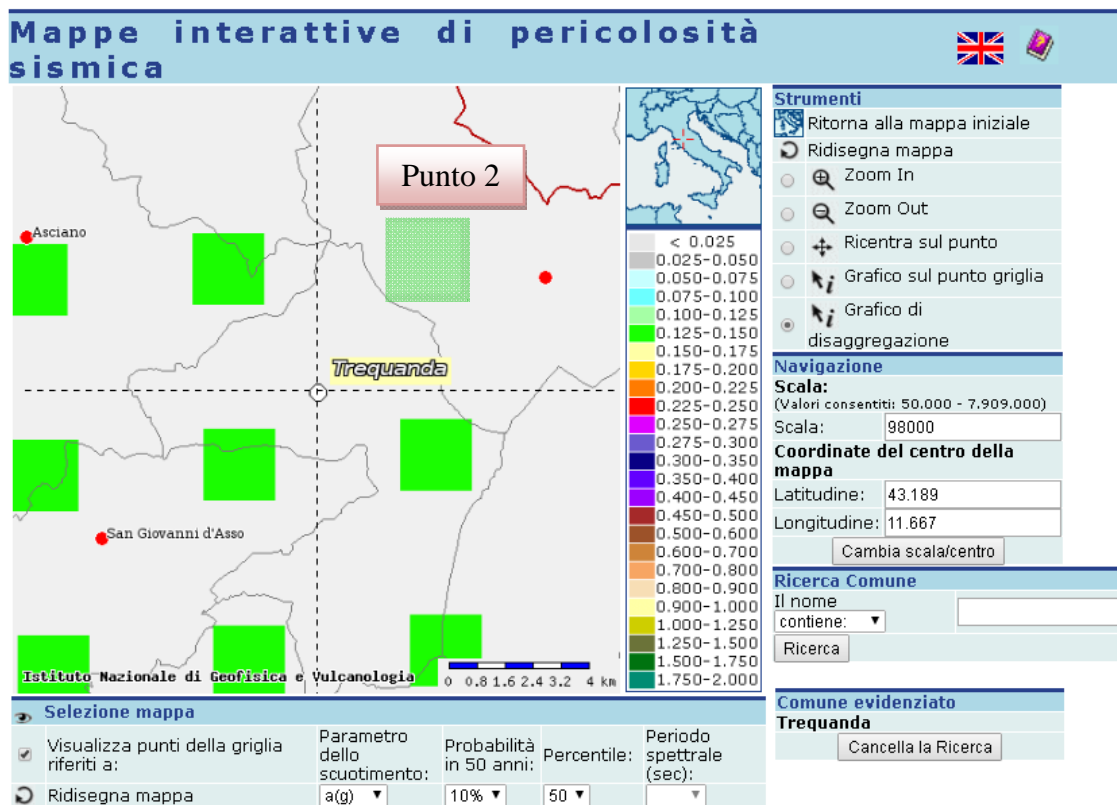 Mappe interattive di pericolosità
sismica
Punto 2
Asciano
Trequanda
San Giovanni d'Asso
Istituto Nazionale di Geofisica e Vulcanologia
0 0.8 1.6 2.4 3.2 4 km
< 0.025
0.025-0.050
0.050-0.075
0.075-0.100
0.100-0.125
0.125-0.150
0.150-0.175
0.175-0.200
0.200-0.225
0.225-0.250
0.250-0.275
0.275-0.300
0.300-0.350
0.350-0.400
0.400-0.450
0.450-0.500
0.500-0.600
0.600-0.700
0.700-0.800
0.800-0.900
0.900-1.000
1.000-1.250
1.250-1.500
1.500-1.750
1.750-2.000
Strumenti
Ritorna alla mappa iniziale
Ridisegna mappa
Zoom In
Zoom Out
Ricentra sul punto
Grafico sul punto griglia
Grafico di
disaggregazione
Navigazione
Scala:
(Valori consentiti: 50.000 - 7.909.000)
Scala: 98000
Coordinate del centro della
mappa
Latitudine: 43.189
Longitudine: 11.667
Cambia scala/centro
Ricerca Comune
Il nome
contiene:
Ricerca
Comune evidenziato
Trequanda
Cancella la Ricerca
Selezione mappa
Visualizza punti della griglia
riferiti a:
Parametro
dello
scuotimento:
Probabilità
in 50 anni:
Percentile:
Periodo
spettrale
(sec):
Ridisegna mappa
a(g)
10%
50